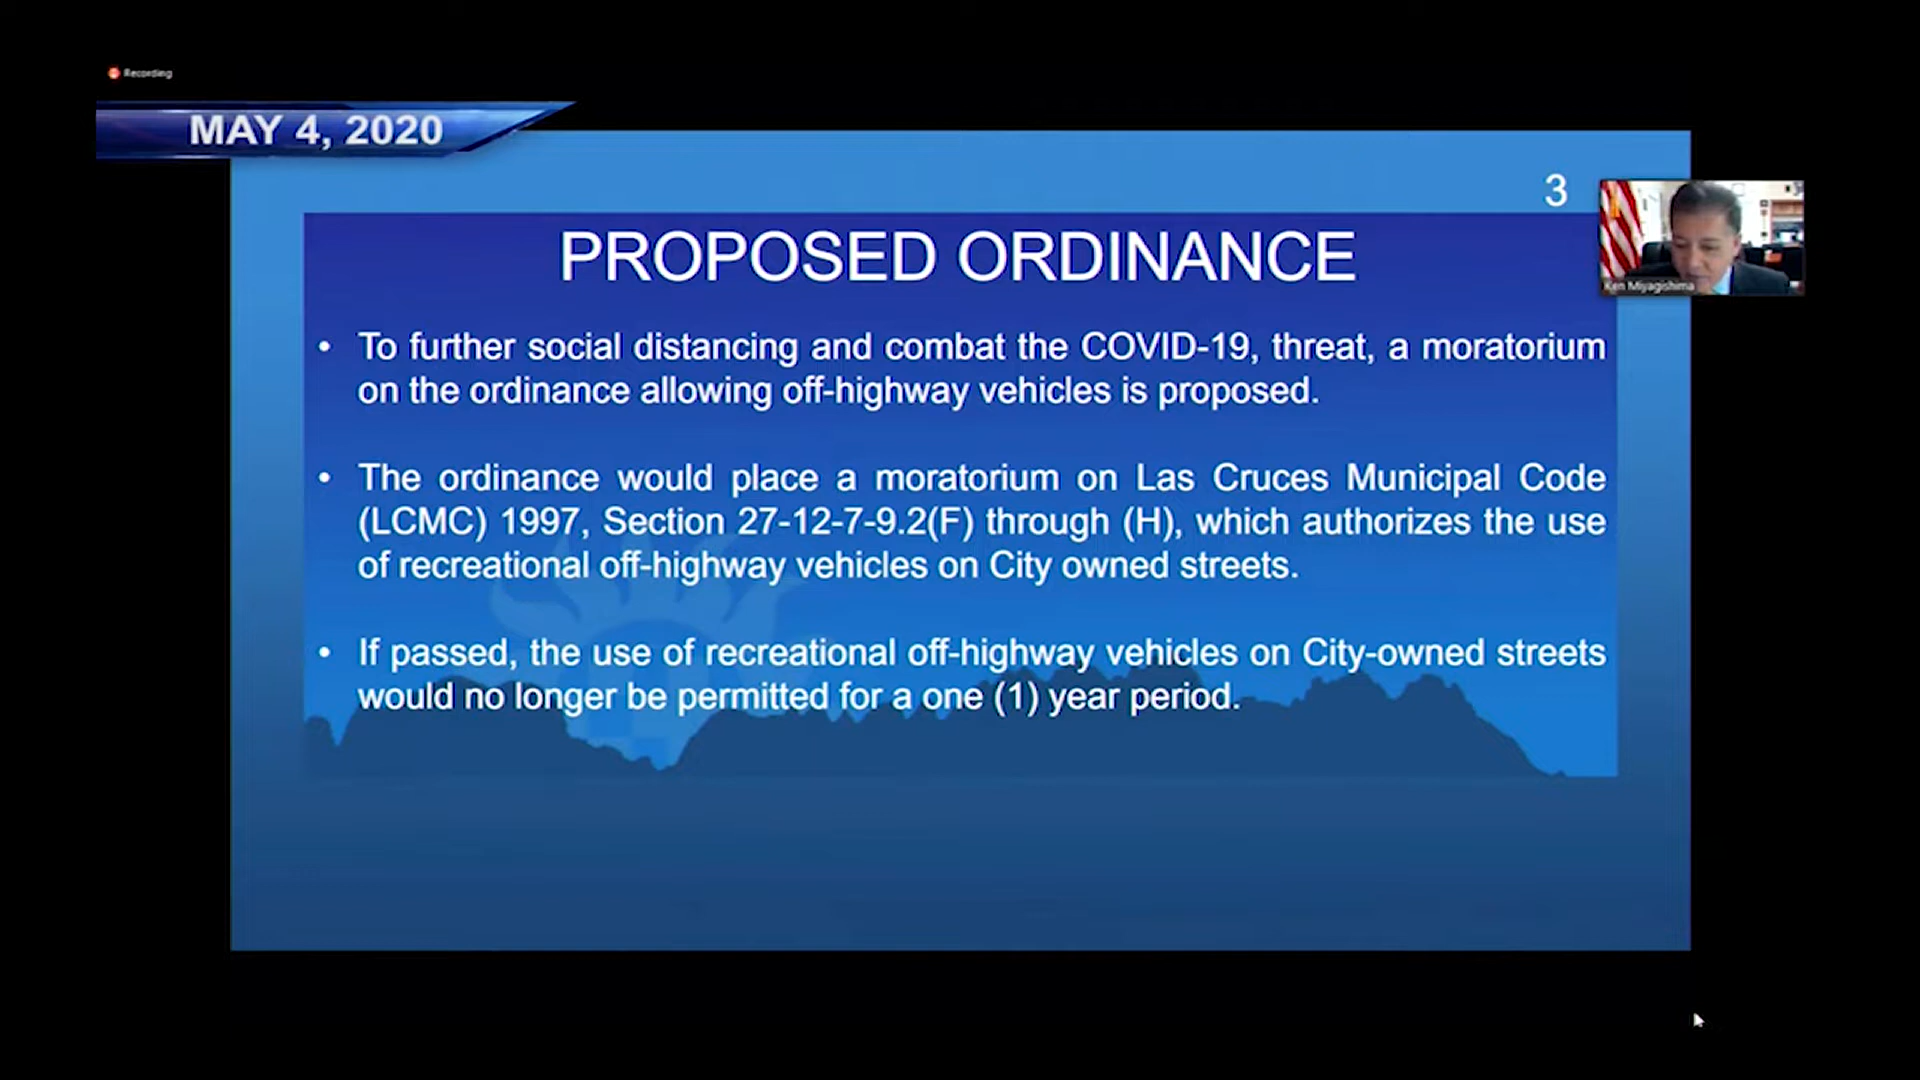 Recording
MAY 4, 2020
3
PROPOSED ORDINANCE
Ken Miyagishima
• To further social distancing and combat the COVID-19, threat, a moratorium
on the ordinance allowing off-highway vehicles is proposed.
• The ordinance would place a moratorium on Las Cruces Municipal Code
(LCMC) 1997, Section 27-12-7-9.2(F) through (H), which authorizes the use
of recreational off-highway vehicles on City owned streets.
• If passed, the use of recreational off-highway vehicles on City-owned streets
would no longer be permitted for a one (1) year period.